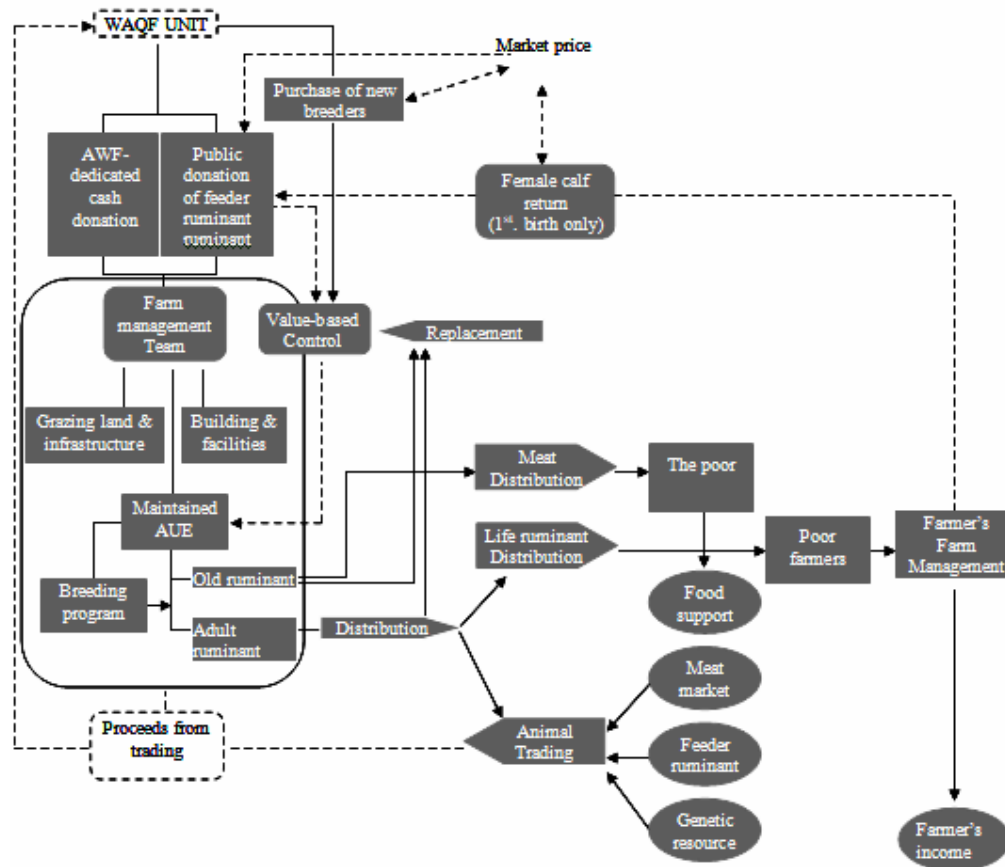 WAQF UNIT
Market price
Purchase of new
breeders
AWF-
dedicated
cash
donation
Public
donation
of feeder
ruminant
ruminant
Female calf
return
(1st. birth only)
Farm
management
Team
Value-based
Control
Replacement
Grazing land &
infrastructure
Building &
facilities
Meat
Distribution
The poor
Maintained
AUE
Life ruminant
Distribution
Poor
farmers
Farmer's
Farm
Management
Old ruminant
Breeding
program
Food
support
Adult
ruminant
Distribution
Meat
market
Proceeds from
trading
Animal
Trading
Feeder
ruminant
Genetic
resource
Farmer's
income